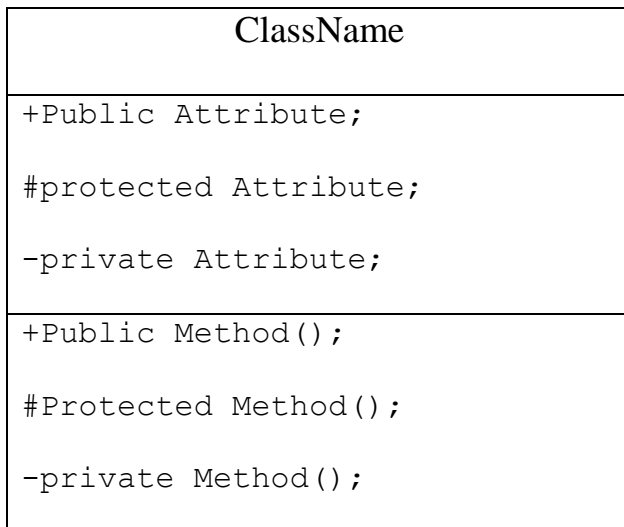 ClassName
+Public Attribute;
#protected Attribute;
-private Attribute;
+Public Method();
#Protected Method();
-private Method();